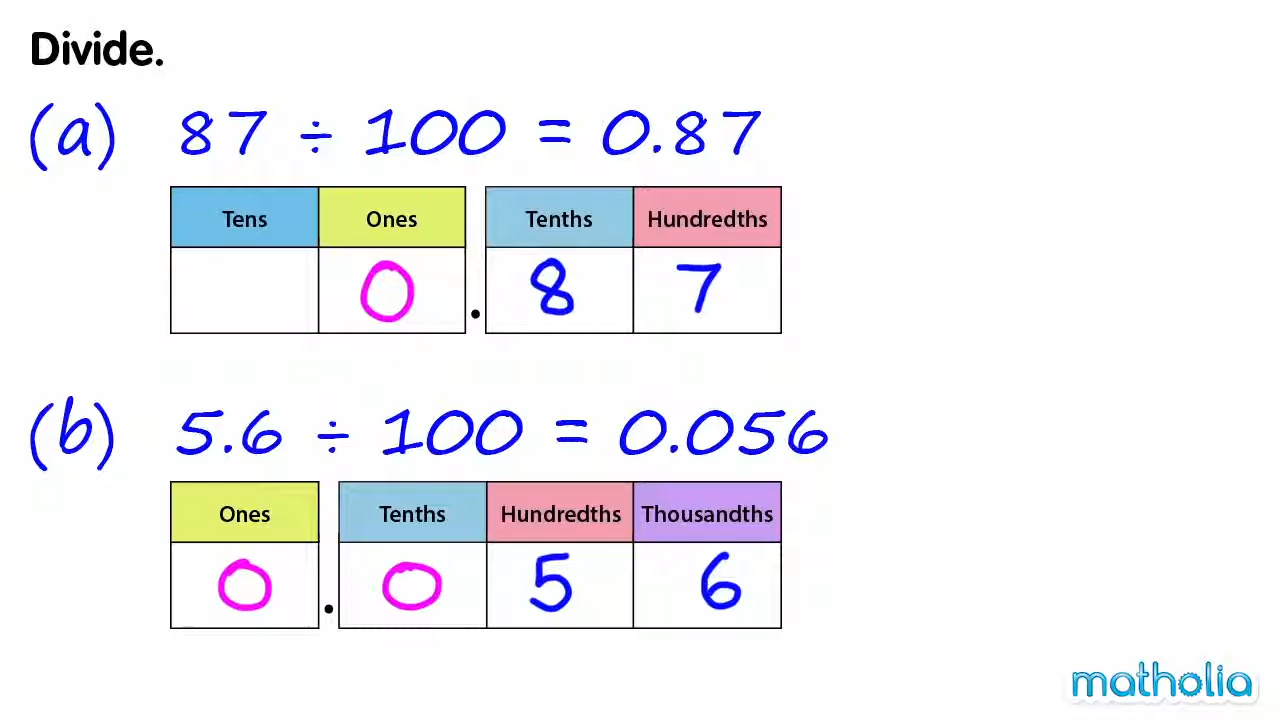 Divide.
(a) 87 ÷ 100 = 0.87
Tens Ones Tenths Hundredths
0 . 8 7
(b) 5.6 ÷ 100 = 0.056
Ones Tenths Hundredths Thousandths
0 . 0 5 6
matholia